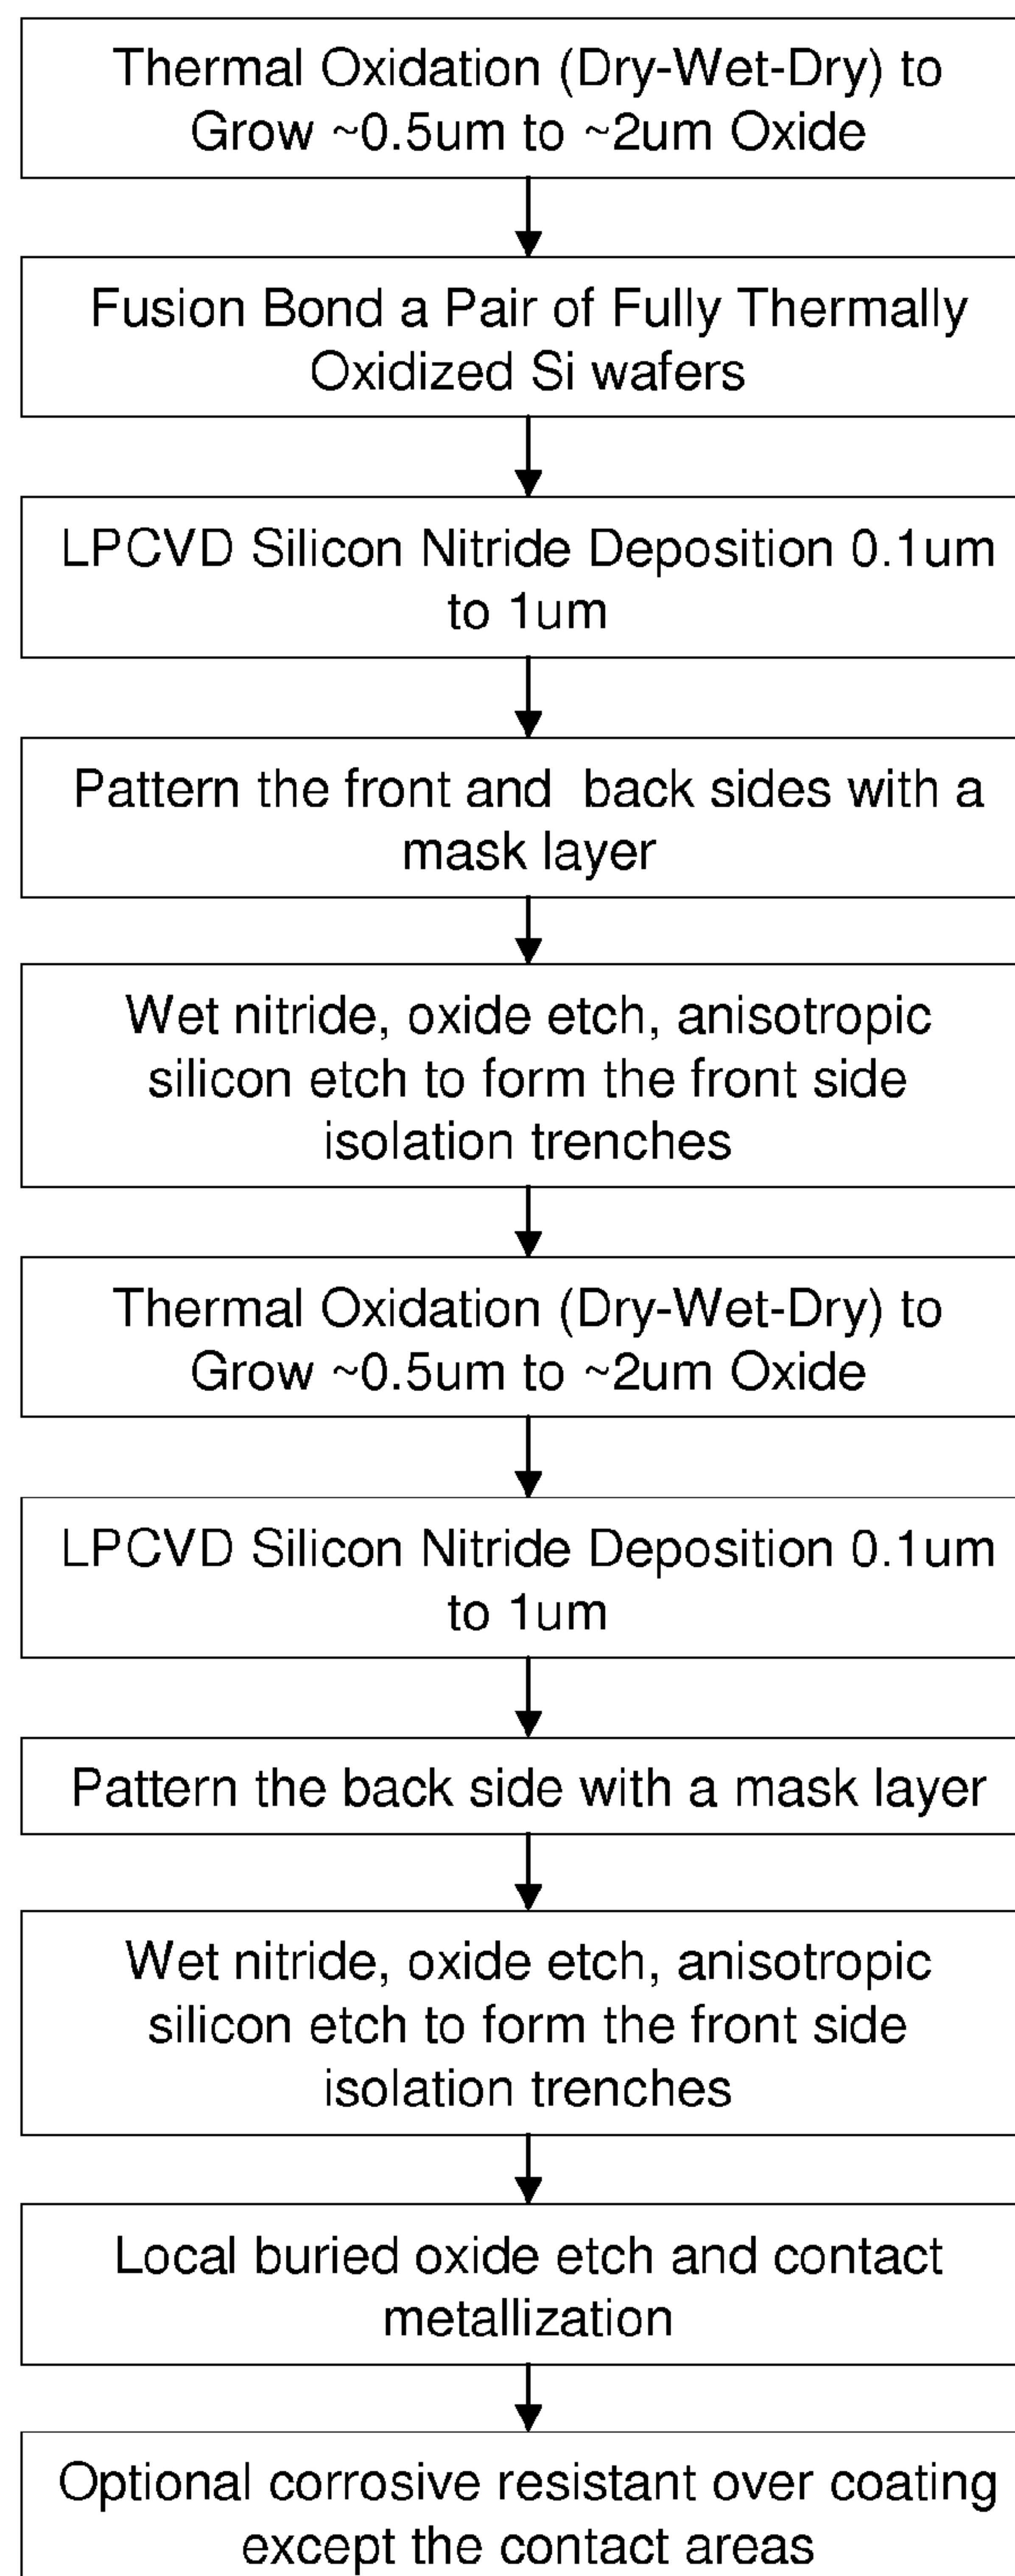 Thermal Oxidation (Dry-Wet-Dry) to
Grow ~0.5um to ~2um Oxide
Fusion Bond a Pair of Fully Thermally
Oxidized Si wafers
LPCVD Silicon Nitride Deposition 0.1um
to 1um
Pattern the front and back sides with a
mask layer
Wet nitride, oxide etch, anisotropic
silicon etch to form the front side
isolation trenches
Thermal Oxidation (Dry-Wet-Dry) to
Grow ~0.5um to ~2um Oxide
LPCVD Silicon Nitride Deposition 0.1um
to 1um
Pattern the back side with a mask layer
Wet nitride, oxide etch, anisotropic
silicon etch to form the front side
isolation trenches
Local buried oxide etch and contact
metallization
Optional corrosive resistant over coating
except the contact areas